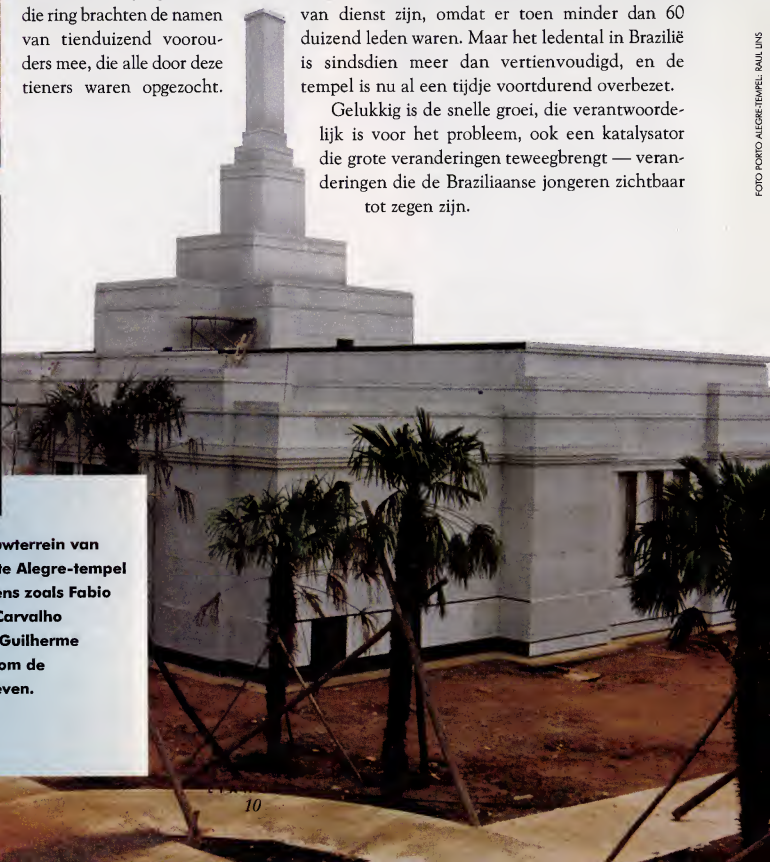 die ring brachten de namen
van tienduizend voorou-
ders mee, die alle door deze
tieners waren opgezocht.
van dienst zijn, omdat er toen minder dan 60
duizend leden waren. Maar het ledental in Brazilië
is sindsdien meer dan vertienvoudigd, en de
tempel is nu al een tijdje voortdurend overbezet.
Gelukkig is de snelle groei, die verantwoorde-
lijk is voor het probleem, ook een katalysator
die grote veranderingen teweegbrengt — veran-
deringen die de Braziliaanse jongeren zichtbaar
tot zegen zijn.
FOTO PORTO ALEGRE-TEMPEL: RAUL LINS
wterrein van
te Alegre-tempel
ens zoals Fabio
Carvalho
Guilherme
om de
even.
10